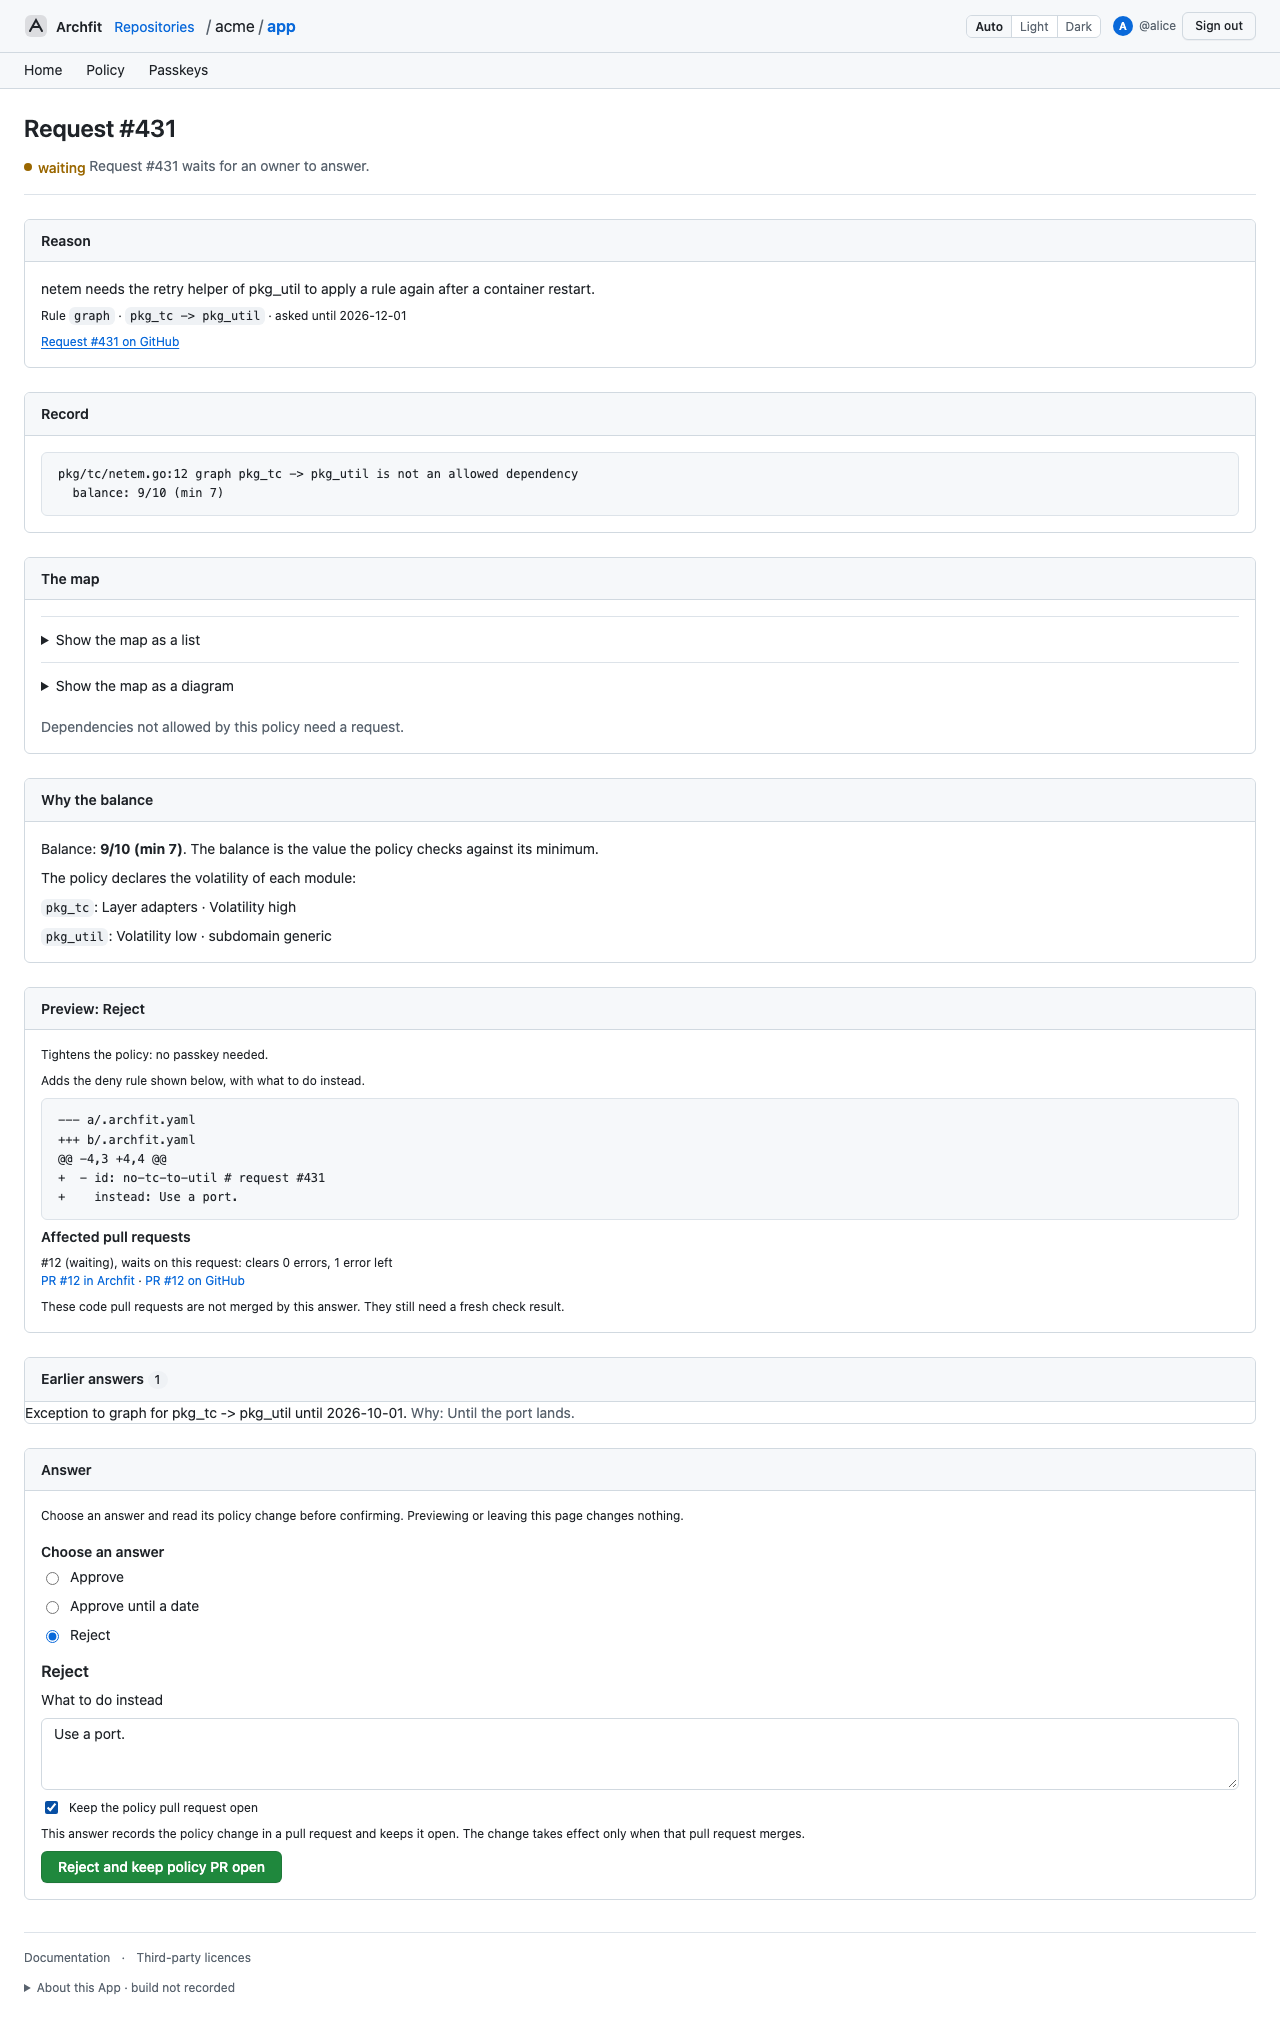 Archfit Repositories / acme / app
Auto Light Dark A @alice Sign out
Home Policy Passkeys
Request #431
waiting Request #431 waits for an owner to answer.
Reason
netem needs the retry helper of pkg_util to apply a rule again after a container restart.
Rule graph · pkg_tc -> pkg_util · asked until 2026-12-01
Request #431 on GitHub
Record
pkg/tc/netem.go:12 graph pkg_tc -> pkg_util is not an allowed dependency
balance: 9/10 (min 7)
The map
Show the map as a list
Show the map as a diagram
Dependencies not allowed by this policy need a request.
Why the balance
Balance: 9/10 (min 7). The balance is the value the policy checks against its minimum.
The policy declares the volatility of each module:
pkg_tc: Layer adapters · Volatility high
pkg_util: Volatility low · subdomain generic
Preview: Reject
Tightens the policy: no passkey needed.
Adds the deny rule shown below, with what to do instead.
--- a/.archfit.yaml
+++ b/.archfit.yaml
@@ -4,3 +4,4 @@
+  - id: no-tc-to-util # request #431
+    instead: Use a port.
Affected pull requests
#12 (waiting), waits on this request: clears 0 errors, 1 error left
PR #12 in Archfit · PR #12 on GitHub
These code pull requests are not merged by this answer. They still need a fresh check result.
Earlier answers 1
Exception to graph for pkg_tc -> pkg_util until 2026-10-01. Why: Until the port lands.
Answer
Choose an answer and read its policy change before confirming. Previewing or leaving this page changes nothing.
Choose an answer
Approve
Approve until a date
Reject
Reject
What to do instead
Use a port.
Keep the policy pull request open
This answer records the policy change in a pull request and keeps it open. The change takes effect only when that pull request merges.
Reject and keep policy PR open
Documentation · Third-party licences
About this App · build not recorded